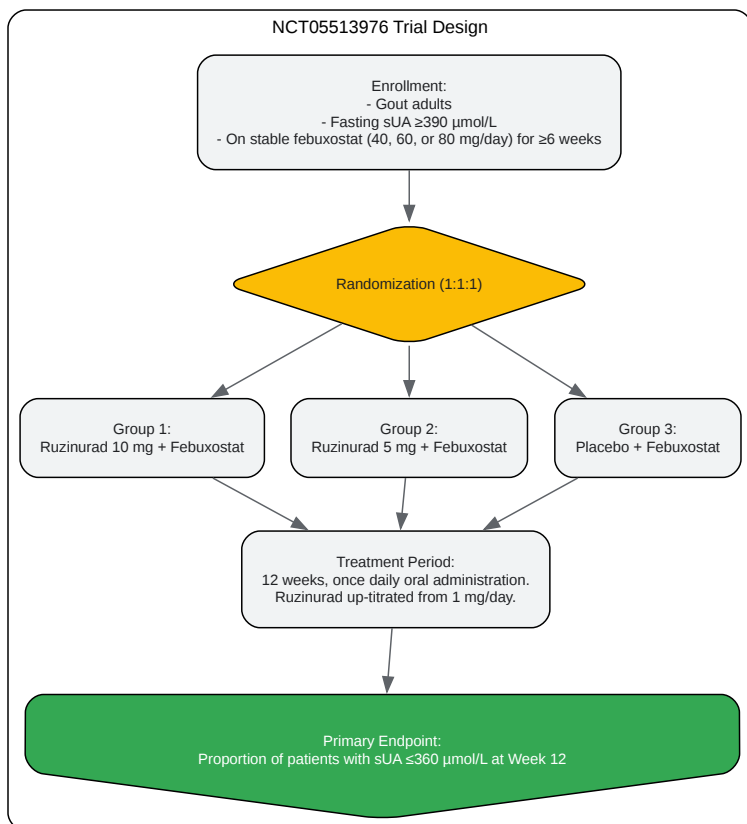 NCT05513976 Trial Design
Enrollment:
- Gout adults
- Fasting sUA ≥390 μmol/L
- On stable febuxostat (40, 60, or 80 mg/day) for ≥6 weeks
Randomization (1:1:1)
Group 1:
Ruzinurad 10 mg + Febuxostat
Group 2:
Ruzinurad 5 mg + Febuxostat
Group 3:
Placebo + Febuxostat
Treatment Period:
12 weeks, once daily oral administration.
Ruzinurad up-titrated from 1 mg/day.
Primary Endpoint:
Proportion of patients with sUA ≤360 μmol/L at Week 12